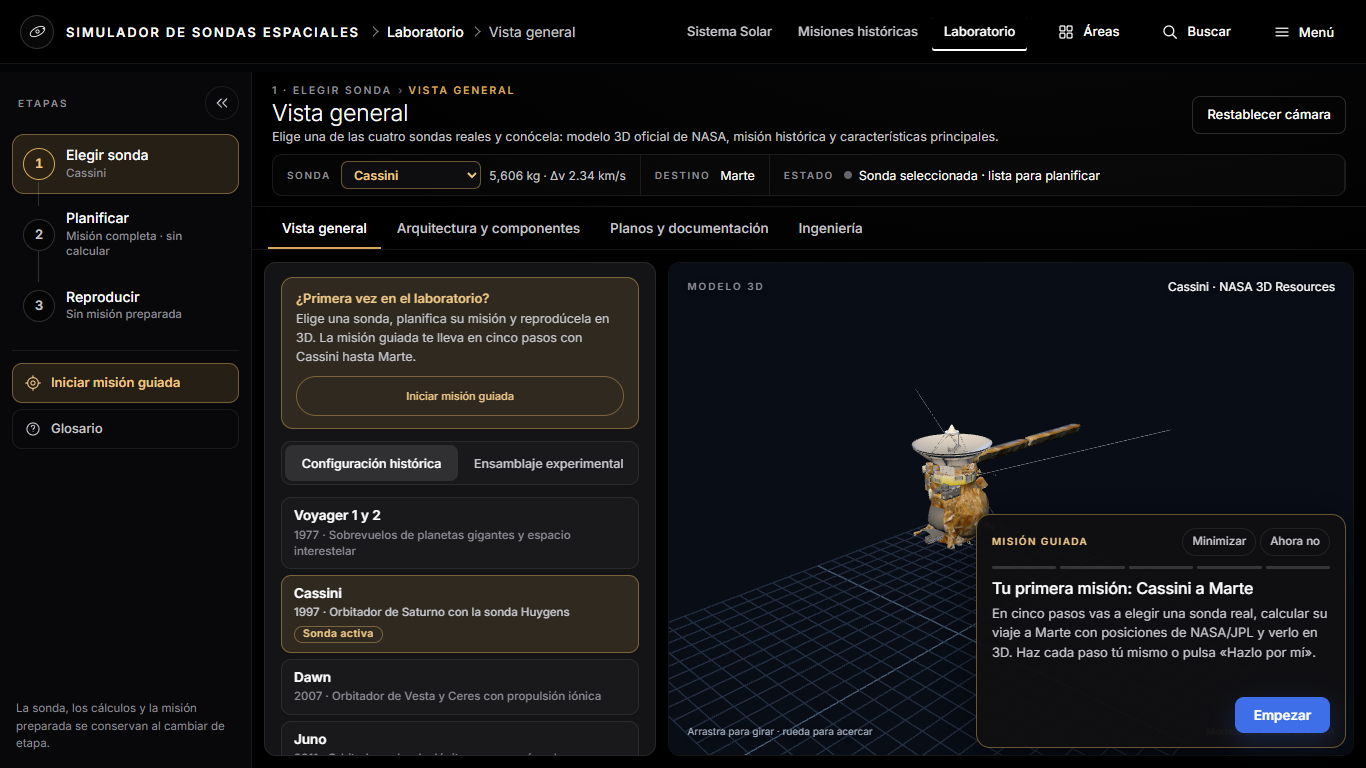 SIMULADOR DE SONDAS ESPACIALES > Laboratorio > Vista general
Sistema Solar
Misiones históricas
Laboratorio
Áreas
Buscar
Menú
ETAPAS
1
Elegir sonda
Cassini
2
Planificar
Misión completa · sin
calcular
3
Reproducir
Sin misión preparada
Iniciar misión guiada
Glosario
La sonda, los cálculos y la misión
preparada se conservan al cambiar de
etapa.
1 · ELEGIR SONDA > VISTA GENERAL
Vista general
Elige una de las cuatro sondas reales y conócela: modelo 3D oficial de NASA, misión histórica y características principales.
Restablecer cámara
SONDA Cassini 5,606 kg · Δv 2.34 km/s
DESTINO Marte
ESTADO Sonda seleccionada · lista para planificar
Vista general
Arquitectura y componentes
Planos y documentación
Ingeniería
¿Primera vez en el laboratorio?
Elige una sonda, planifica su misión y reprodúcela en
3D. La misión guiada te lleva en cinco pasos con
Cassini hasta Marte.
Iniciar misión guiada
Configuración histórica
Ensamblaje experimental
Voyager 1 y 2
1977 · Sobrevuelos de planetas gigantes y espacio
interestelar
Cassini
1997 · Orbitador de Saturno con la sonda Huygens
Sonda activa
Dawn
2007 · Orbitador de Vesta y Ceres con propulsión iónica
Juno
MODELO 3D
Cassini · NASA 3D Resources
Arrastra para girar · rueda para acercar
MISIÓN GUIADA
Minimizar
Ahora no
Tu primera misión: Cassini a Marte
En cinco pasos vas a elegir una sonda real, calcular su
viaje a Marte con posiciones de NASA/JPL y verlo en
3D. Haz cada paso tú mismo o pulsa «Hazlo por mí».
Empezar